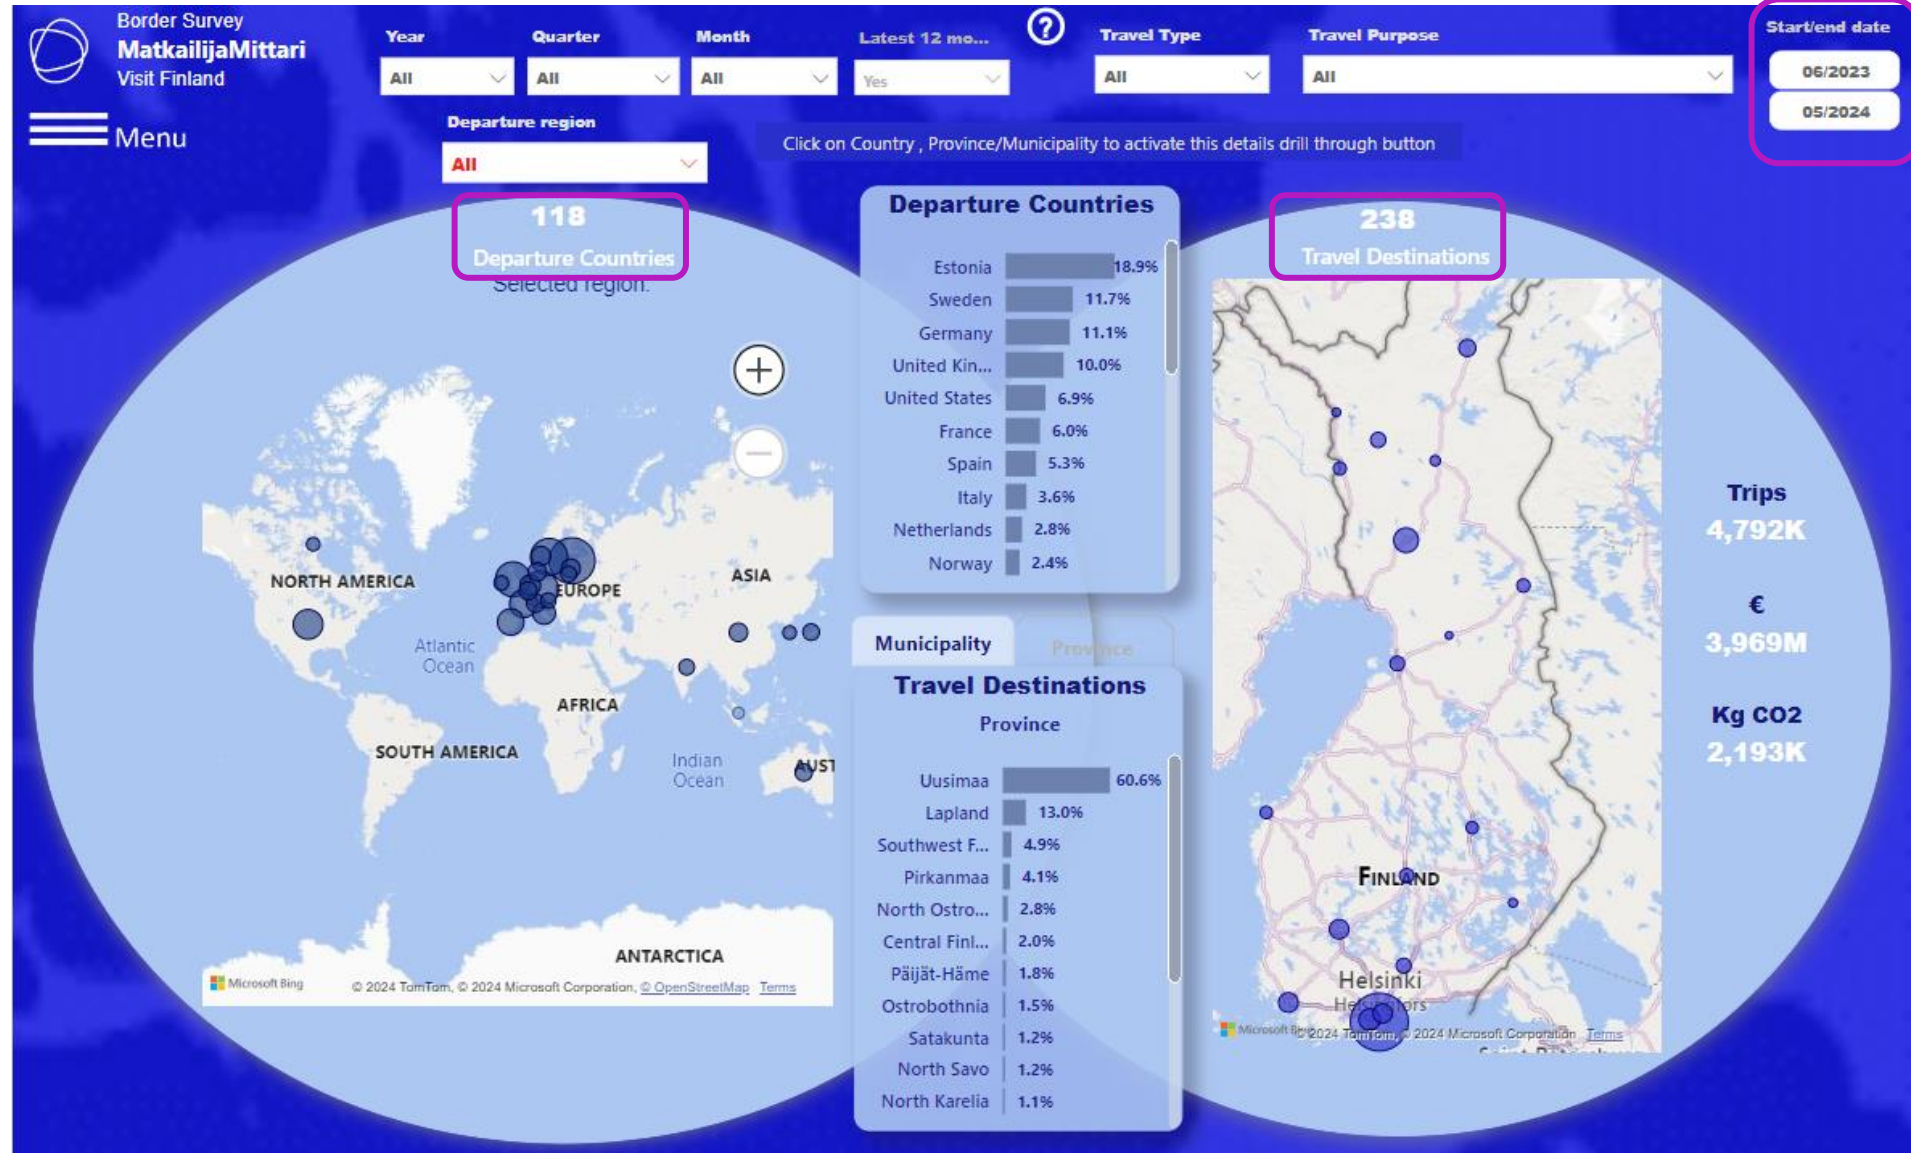 Border Survey
MatkailijaMittari
Visit Finland
Menu
Year
All
Quarter
All
Month
All
Latest 12 mo...
Yes
?
Travel Type
All
Travel Purpose
All
Start/end date
06/2023
05/2024
Departure region
All
Click on Country , Province/Municipality to activate this details drill through button
118
Departure Countries
Selected region:
NORTH AMERICA
EUROPE
ASIA
Atlantic
Ocean
AFRICA
SOUTH AMERICA
Indian
Ocean
AUST
ANTARCTICA
Microsoft Bing
© 2024 TomTom, © 2024 Microsoft Corporation, © OpenStreetMap Terms
Departure Countries
Estonia 18.9%
Sweden 11.7%
Germany 11.1%
United Kin... 10.0%
United States 6.9%
France 6.0%
Spain 5.3%
Italy 3.6%
Netherlands 2.8%
Norway 2.4%
Municipality
Province
Travel Destinations
Province
Uusimaa 60.6%
Lapland 13.0%
Southwest F... 4.9%
Pirkanmaa 4.1%
North Ostro... 2.8%
Central Finl... 2.0%
Päijät-Häme 1.8%
Ostrobothnia 1.5%
Satakunta 1.2%
North Savo 1.2%
North Karelia 1.1%
238
Travel Destinations
FINLAND
Helsinki
Microsoft
2024 TomTom, © 2024 Microsoft Corporation Terms
Trips
4,792K
€
3,969M
Kg CO2
2,193K